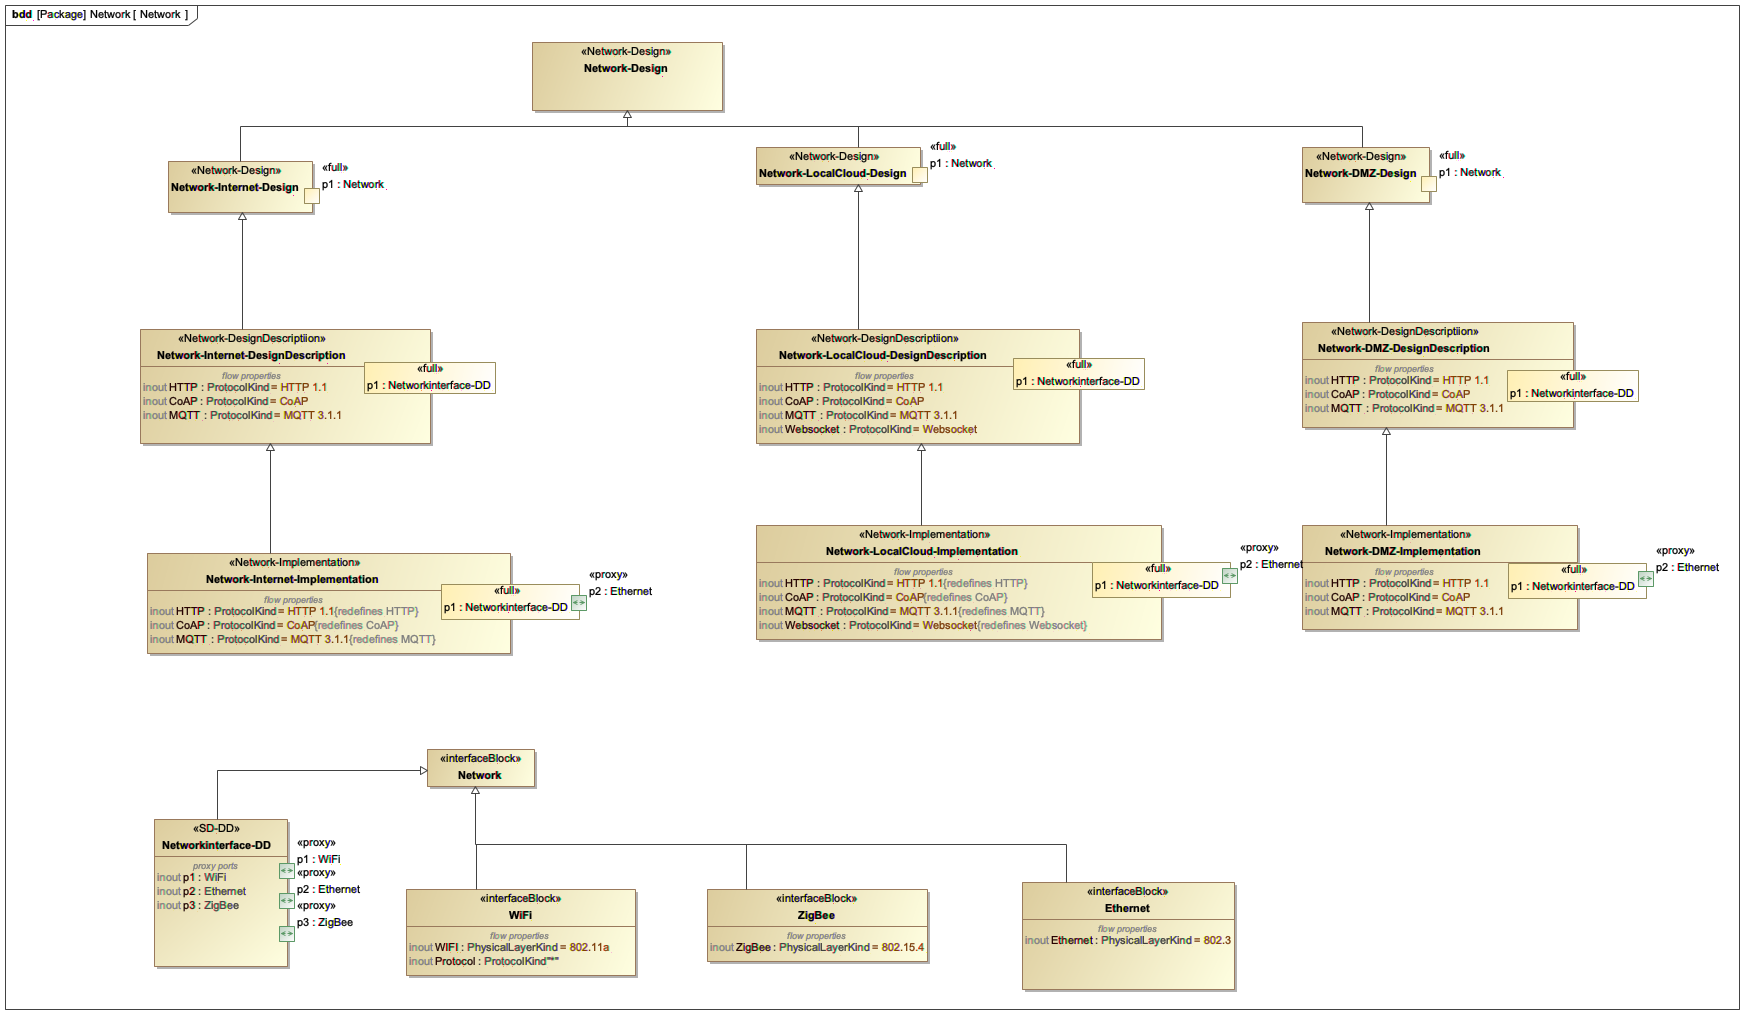 bdd [Package] Network [ Network ]
«Network-Design»
Network-Design
«Network-Design»
Network-Internet-Design
«full»
p1 : Network
«Network-Design»
Network-LocalCloud-Design
«full»
p1 : Network
«Network-Design»
Network-DMZ-Design
«full»
p1 : Network
«Network-DesignDescriptiion»
Network-Internet-DesignDescription
flow properties
inout HTTP : ProtocolKind = HTTP 1.1
inout CoAP : ProtocolKind = CoAP
inout MQTT : ProtocolKind = MQTT 3.1.1
«full»
p1 : Networkinterface-DD
«Network-DesignDescriptiion»
Network-LocalCloud-DesignDescription
flow properties
inout HTTP : ProtocolKind = HTTP 1.1
inout CoAP : ProtocolKind = CoAP
inout MQTT : ProtocolKind = MQTT 3.1.1
inout Websocket : ProtocolKind = Websocket
«full»
p1 : Networkinterface-DD
«Network-DesignDescriptiion»
Network-DMZ-DesignDescription
flow properties
inout HTTP : ProtocolKind = HTTP 1.1
inout CoAP : ProtocolKind = CoAP
inout MQTT : ProtocolKind = MQTT 3.1.1
«full»
p1 : Networkinterface-DD
«Network-Implementation»
Network-Internet-Implementation
flow properties
inout HTTP : ProtocolKind = HTTP 1.1{redefines HTTP}
inout CoAP : ProtocolKind = CoAP{redefines CoAP}
inout MQTT : ProtocolKind = MQTT 3.1.1{redefines MQTT}
«full»
p1 : Networkinterface-DD
«proxy»
p2 : Ethernet
«Network-Implementation»
Network-LocalCloud-Implementation
flow properties
inout HTTP : ProtocolKind = HTTP 1.1{redefines HTTP}
inout CoAP : ProtocolKind = CoAP{redefines CoAP}
inout MQTT : ProtocolKind = MQTT 3.1.1{redefines MQTT}
inout Websocket : ProtocolKind = Websocket{redefines Websocket}
«full»
p1 : Networkinterface-DD
«proxy»
p2 : Ethernet
«Network-Implementation»
Network-DMZ-Implementation
flow properties
inout HTTP : ProtocolKind = HTTP 1.1
inout CoAP : ProtocolKind = CoAP
inout MQTT : ProtocolKind = MQTT 3.1.1
«full»
p1 : Networkinterface-DD
«proxy»
p2 : Ethernet
«interfaceBlock»
Network
«SD-DD»
Networkinterface-DD
proxy ports
inout p1 : WiFi
inout p2 : Ethernet
inout p3 : ZigBee
«proxy»
p1 : WiFi
«proxy»
p2 : Ethernet
«proxy»
p3 : ZigBee
«interfaceBlock»
WiFi
flow properties
inout WIFI : PhysicalLayerKind = 802.11a
inout Protocol : ProtocolKind"*"
«interfaceBlock»
ZigBee
flow properties
inout ZigBee : PhysicalLayerKind = 802.15.4
«interfaceBlock»
Ethernet
flow properties
inout Ethernet : PhysicalLayerKind = 802.3